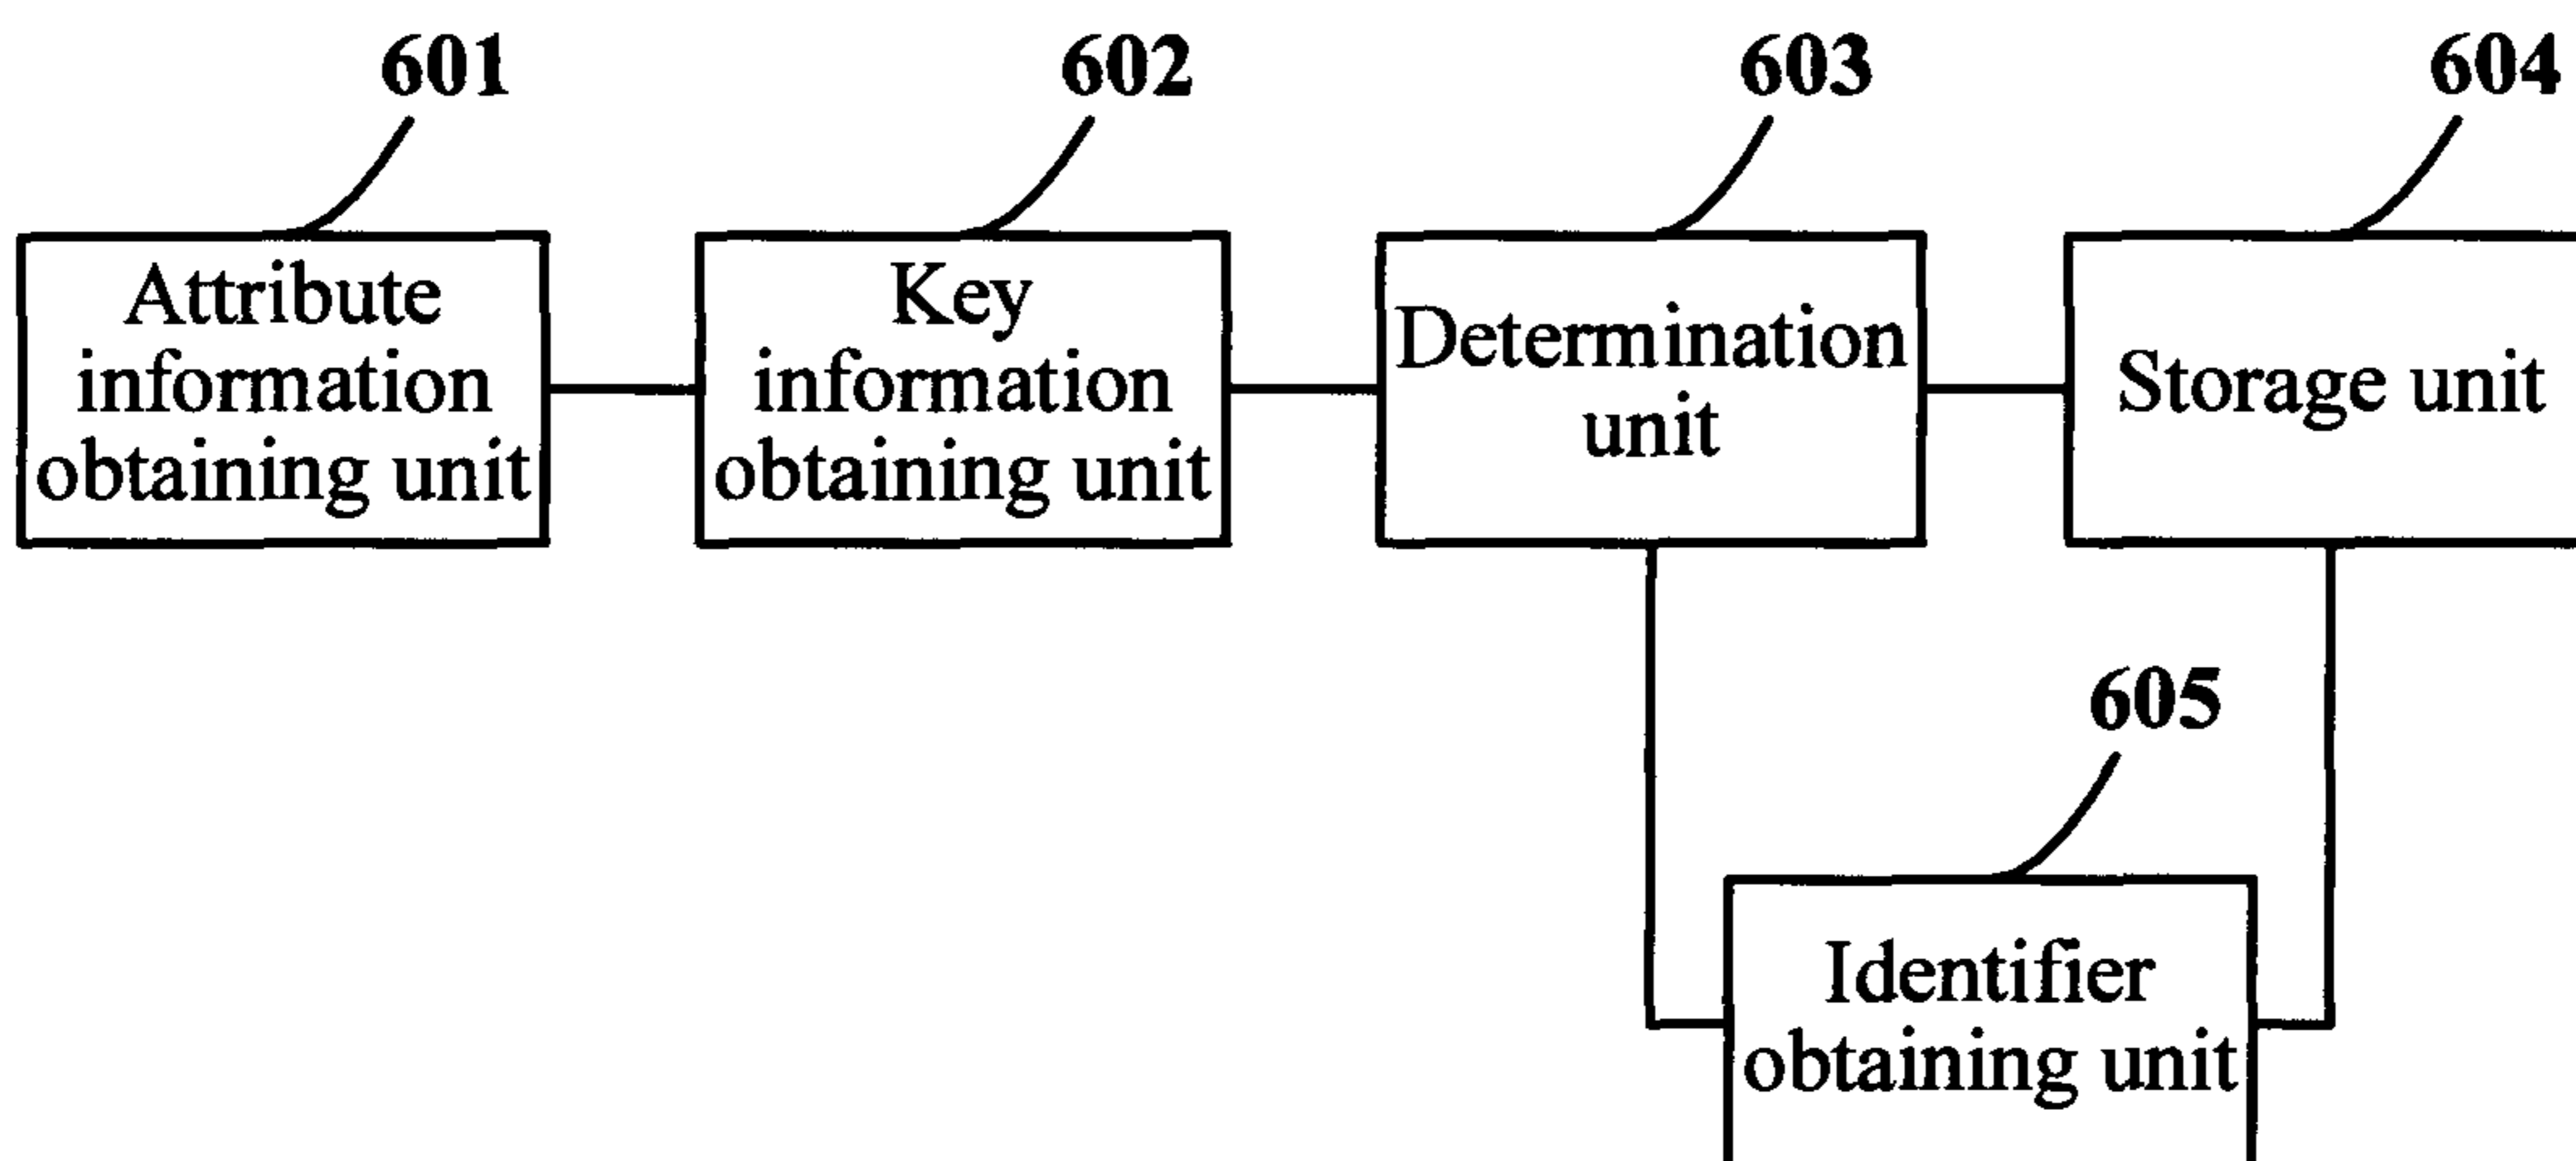 601
602
603
604
Attribute
information
obtaining unit
Key
information
obtaining unit
Determination
unit
Storage unit
605
Identifier
obtaining unit